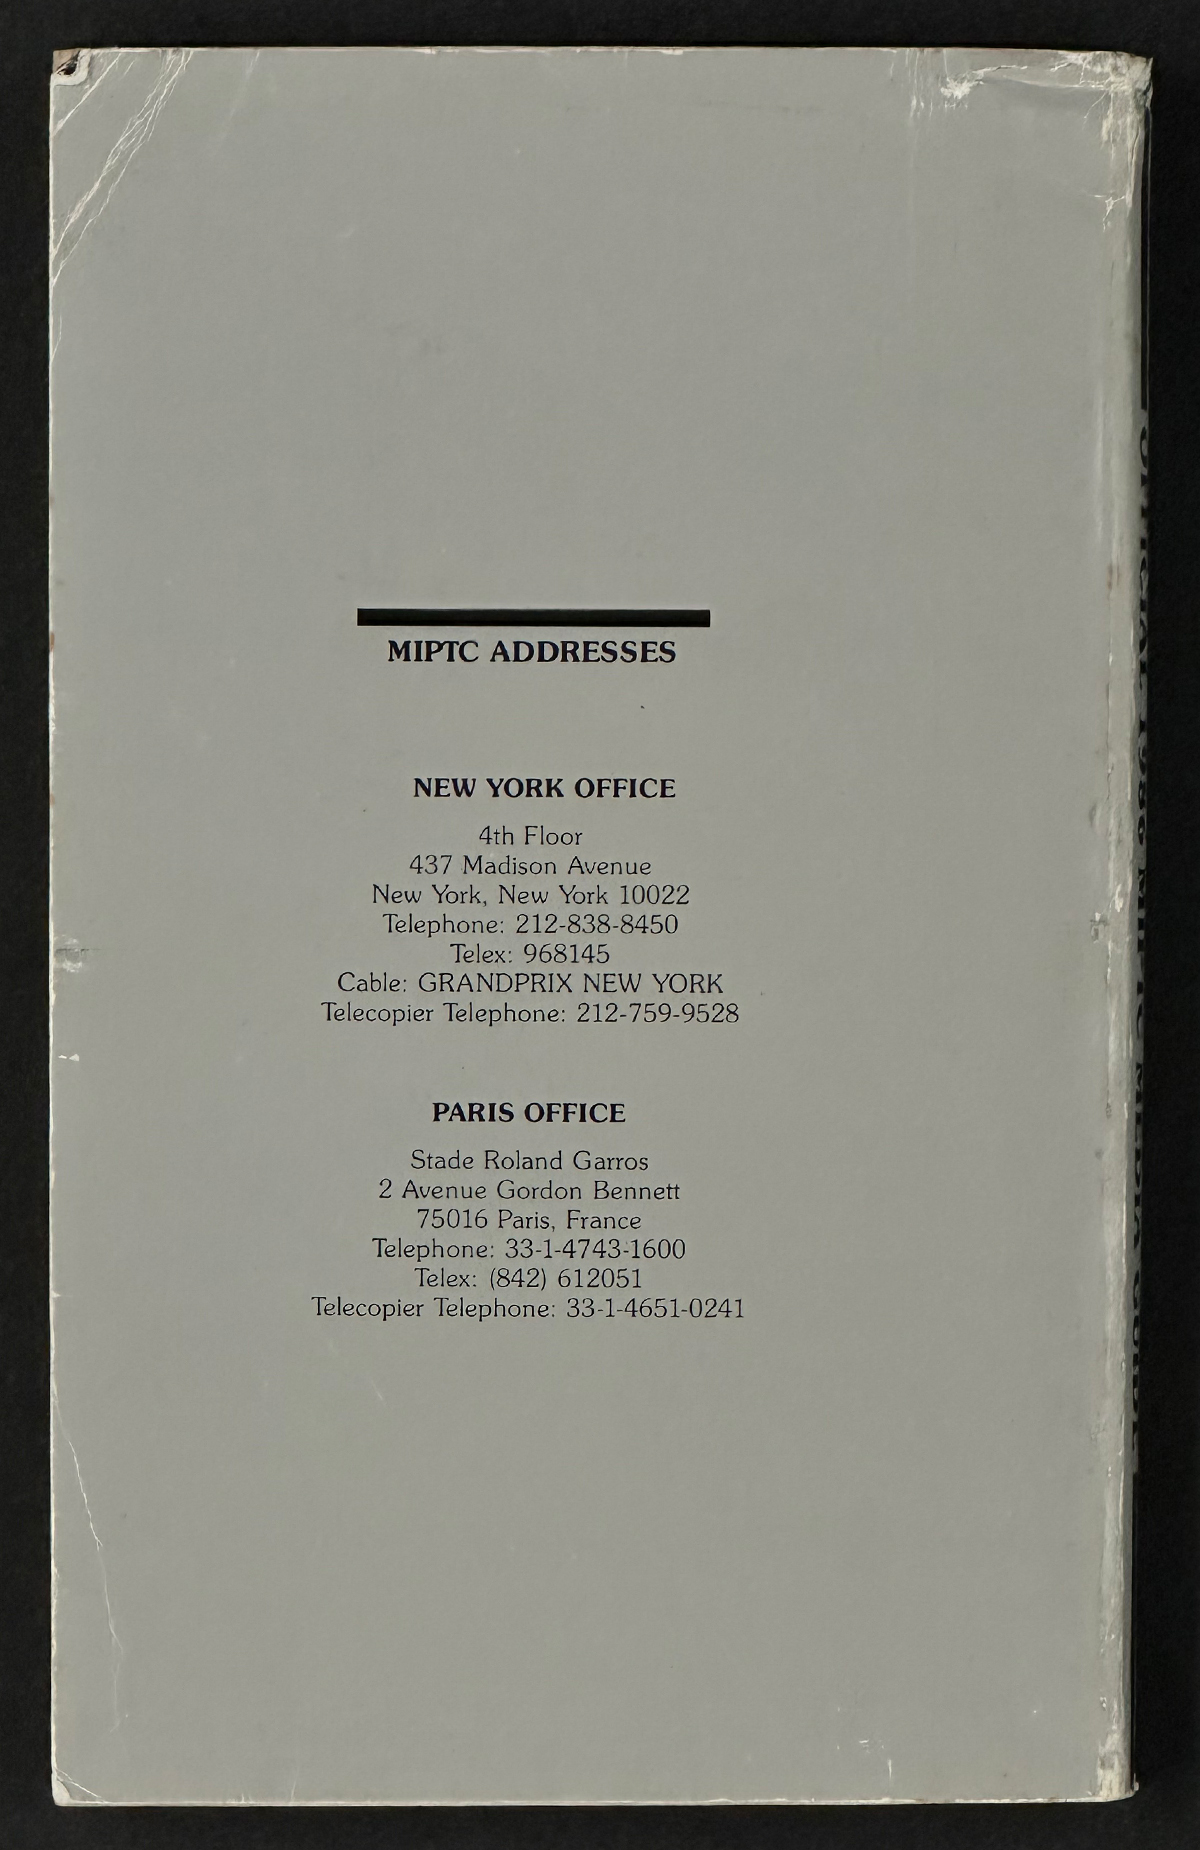 MIPTC ADDRESSES
NEW YORK OFFICE
4th Floor
437 Madison Avenue
New York, New York 10022
Telephone: 212-838-8450
Telex: 968145
Cable: GRANDPRIX NEW YORK
Telecopier Telephone: 212-759-9528
PARIS OFFICE
Stade Roland Garros
2 Avenue Gordon Bennett
75016 Paris, France
Telephone: 33-1-4743-1600
Telex: (842) 612051
Telecopier Telephone: 33-1-4651-0241